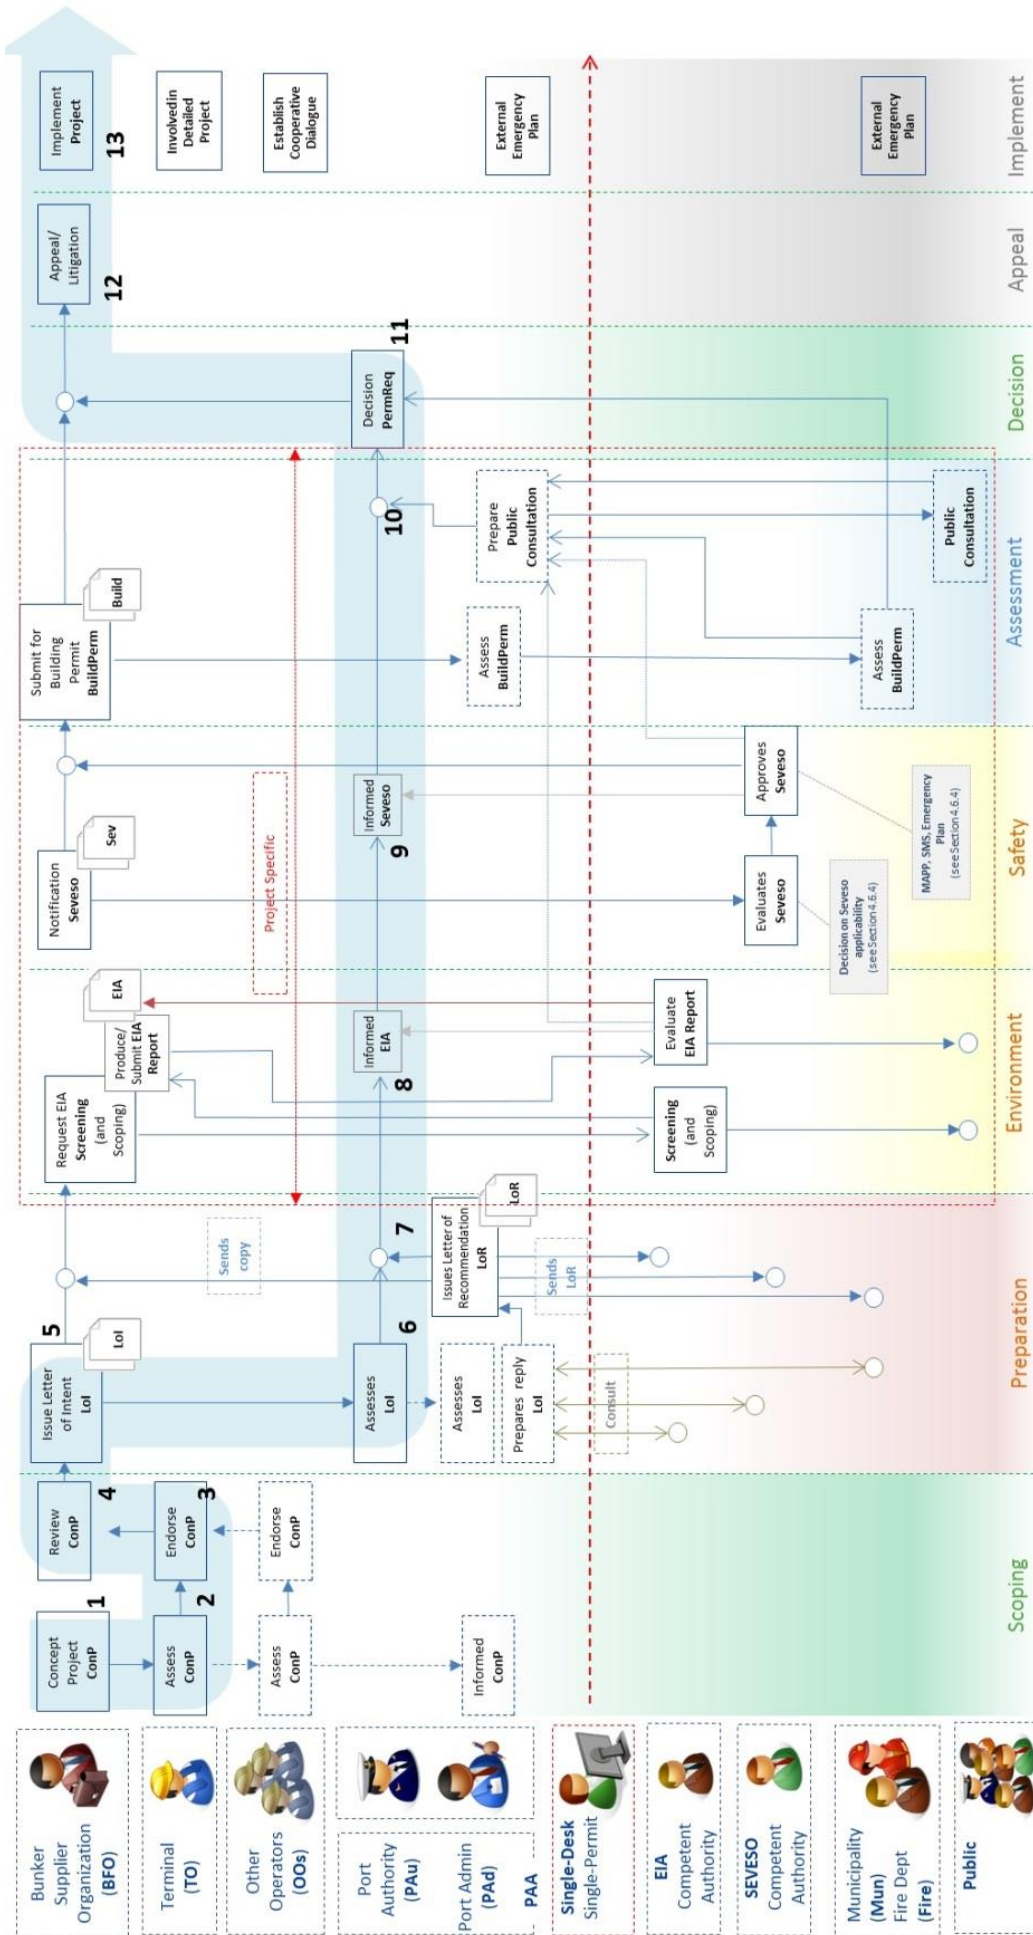 Bunker
Supplier
Organization
(BFO)
Concept
Project
ConP
1
Review
ConP
4
Issue Letter
of Intent
LoI
LoI
5
Request EIA
Screening
(and
Scoping)
Produce/
Submit EIA
Report
EIA
Notification
Seveso
Sev
Submit for
Building
Permit
BuildPerm
Build
Appeal/
Litigation
12
Implement
Project
13
Terminal
(TO)
Assess
ConP
2
Endorse
ConP
3
Involvedin
Detailed
Project
Other
Operators
(OOs)
Assess
ConP
Endorse
ConP
Sends
copy
Project Specific
Establish
Cooperative
Dialogue
Port
Authority
(PAu)
Port Admin
(PAd)
PAA
Assesses
LoI
6
7
Informed
EIA
8
Informed
Seveso
9
10
Decision
PermReq
11
Informed
ConP
Assesses
LoI
Prepares reply
LoI
Issues Letter of
Recommendation
LoR
LoR
Assess
BuildPerm
Prepare
Public
Consultation
External
Emergency
Plan
Single-Desk
Single-Permit
Consult
Sends
LoR
EIA
Competent
Authority
Screening
(and
Scoping)
Evaluate
EIA Report
SEVESO
Competent
Authority
Evaluates
Seveso
Approves
Seveso
Decision on Seveso
applicability
(see Section 4.6.4)
MAPP, SMS, Emergency
Plan
(see Section 4.6.4)
Municipality
(Mun)
Fire Dept
(Fire)
Assess
BuildPerm
External
Emergency
Plan
Public
Public
Consultation
Scoping
Preparation
Environment
Safety
Assessment
Decision
Appeal
Implement